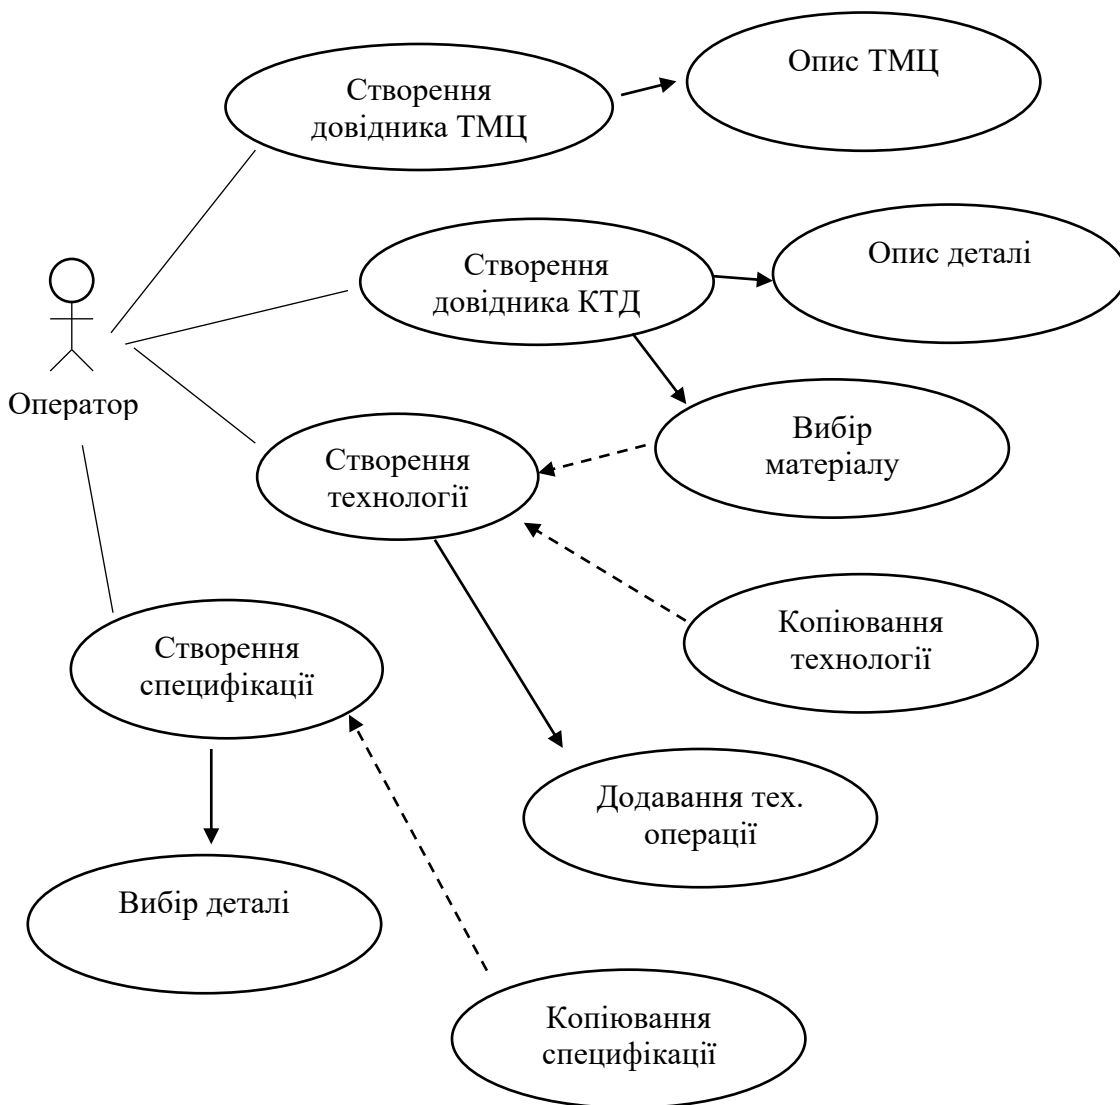 Створення
довідника ТМЦ
Опис ТМЦ
Створення
довідника КТД
Опис деталі
Оператор
Створення
технології
Вибір
матеріалу
Створення
специфікації
Копіювання
технології
Додавання тех.
операції
Вибір деталі
Копіювання
специфікації